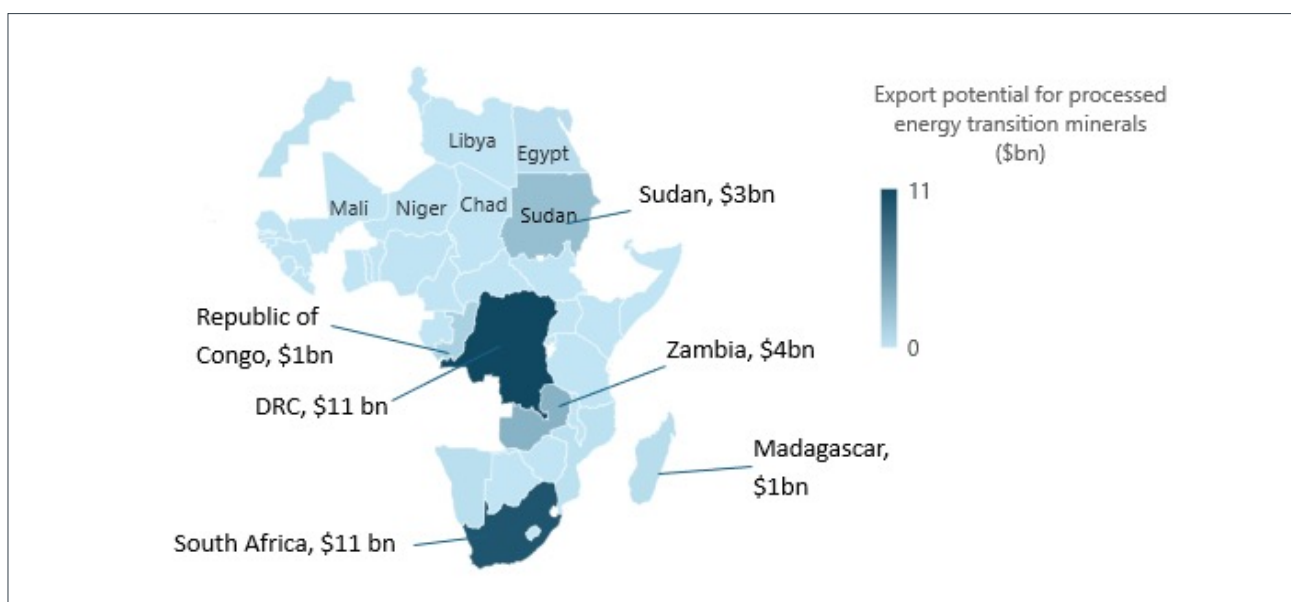 Export potential for processed
energy transition minerals
($bn)
11
0
Libya
Egypt
Mali
Niger
Chad
Sudan
Sudan, $3bn
Republic of
Congo, $1bn
DRC, $11 bn
Zambia, $4bn
Madagascar,
$1bn
South Africa, $11 bn